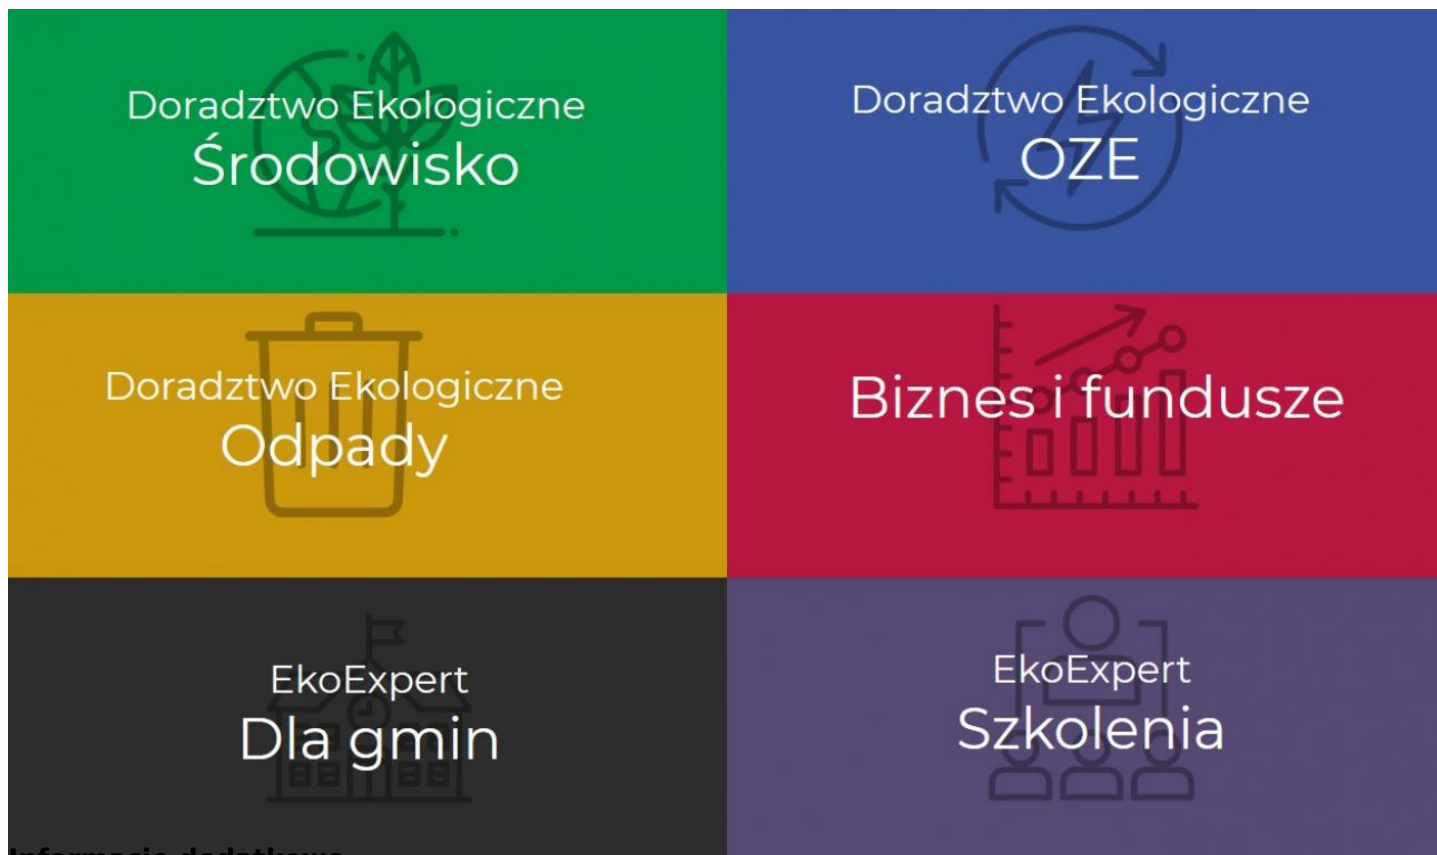 Doradztwo Ekologiczne
Środowisko
Doradztwo Ekologiczne
OZE
Doradztwo Ekologiczne
Odpady
Biznes i fundusze
EkoExpert
Dla gmin
EkoExpert
Szkolenia